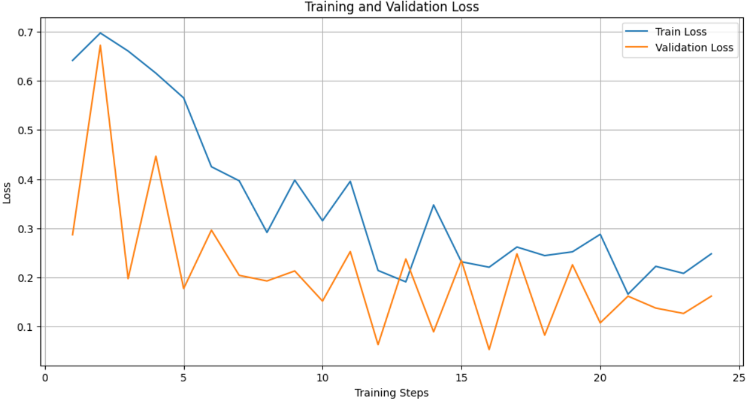 Training and Validation Loss
Train Loss
Validation Loss
0.7
0.6
0.5
0.4
0.3
0.2
0.1
Loss
0
5
10
15
20
25
Training Steps